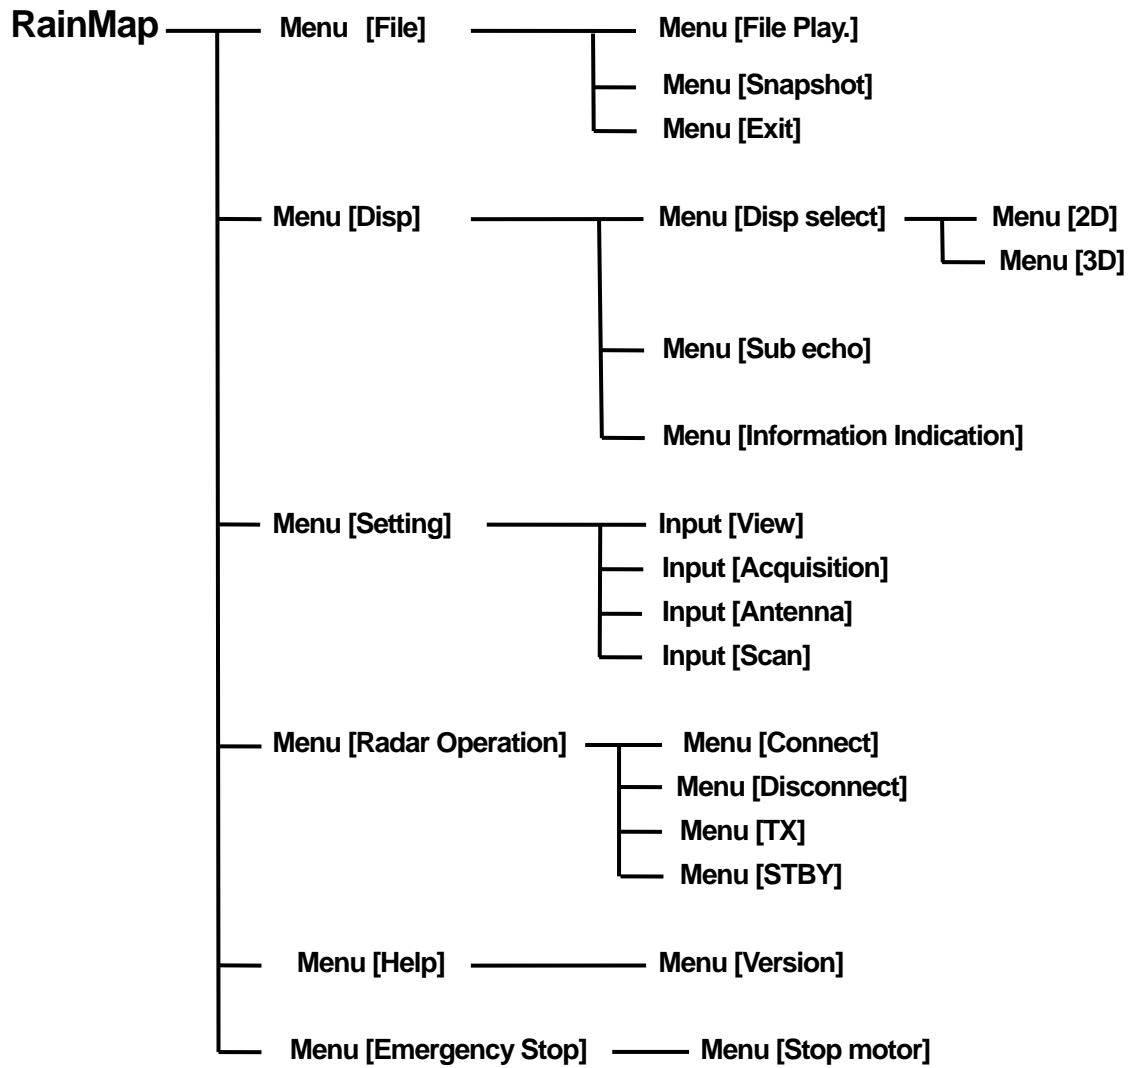 RainMap Menu [File] Menu [File Play.]
Menu [Snapshot]
Menu [Exit]
Menu [Disp] Menu [Disp select] Menu [2D]
Menu [3D]
Menu [Sub echo]
Menu [Information Indication]
Menu [Setting] Input [View]
Input [Acquisition]
Input [Antenna]
Input [Scan]
Menu [Radar Operation] Menu [Connect]
Menu [Disconnect]
Menu [TX]
Menu [STBY]
Menu [Help] Menu [Version]
Menu [Emergency Stop] Menu [Stop motor]